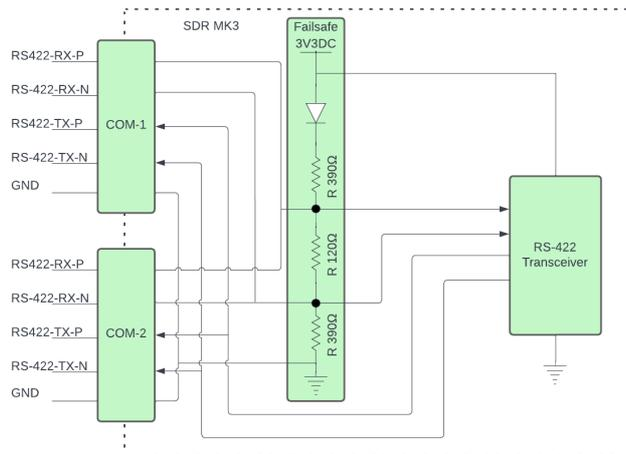 SDR MK3
Failsafe
3V3DC
RS422-RX-P
RS-422-RX-N
RS422-TX-P
RS-422-TX-N
GND
COM-1
R 390Ω
R 120Ω
R 390Ω
RS-422
Transceiver
RS422-RX-P
RS-422-RX-N
RS422-TX-P
RS-422-TX-N
GND
COM-2